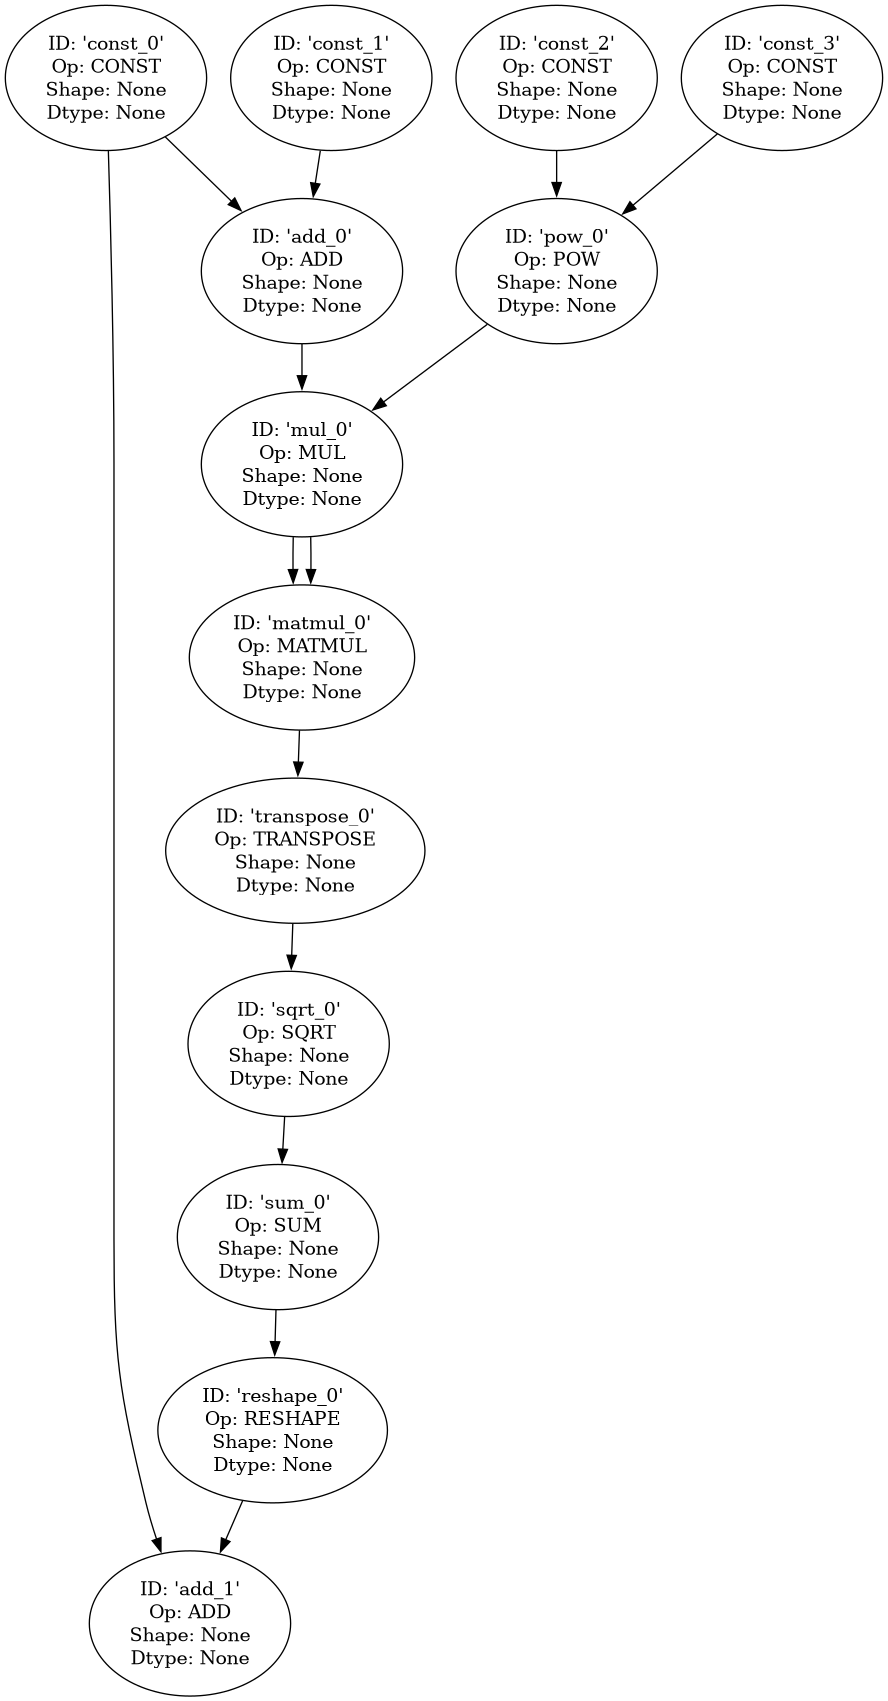 ID: 'const_0'
Op: CONST
Shape: None
Dtype: None
ID: 'const_1'
Op: CONST
Shape: None
Dtype: None
ID: 'const_2'
Op: CONST
Shape: None
Dtype: None
ID: 'const_3'
Op: CONST
Shape: None
Dtype: None
ID: 'add_0'
Op: ADD
Shape: None
Dtype: None
ID: 'pow_0'
Op: POW
Shape: None
Dtype: None
ID: 'mul_0'
Op: MUL
Shape: None
Dtype: None
ID: 'matmul_0'
Op: MATMUL
Shape: None
Dtype: None
ID: 'transpose_0'
Op: TRANSPOSE
Shape: None
Dtype: None
ID: 'sqrt_0'
Op: SQRT
Shape: None
Dtype: None
ID: 'sum_0'
Op: SUM
Shape: None
Dtype: None
ID: 'reshape_0'
Op: RESHAPE
Shape: None
Dtype: None
ID: 'add_1'
Op: ADD
Shape: None
Dtype: None